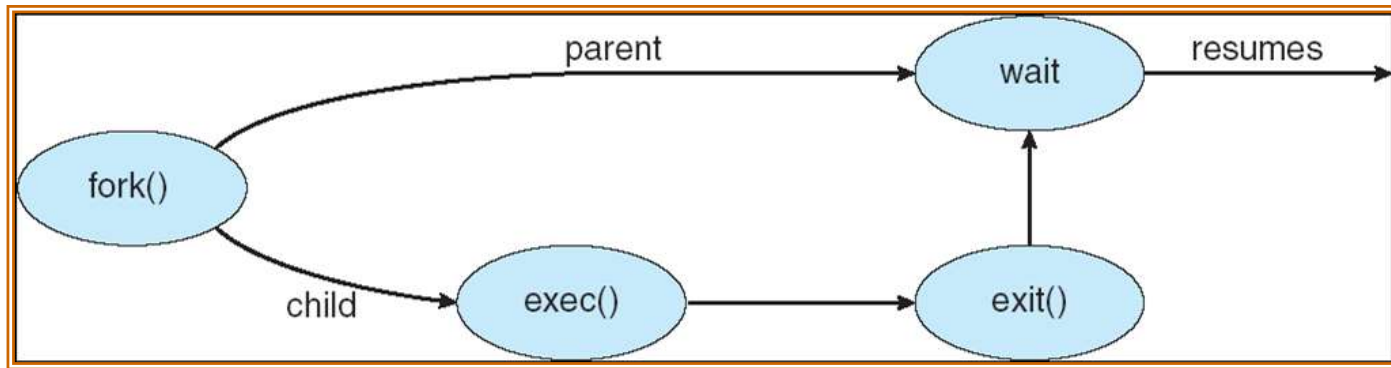 parent
wait
resumes
fork()
child
exec()
exit()